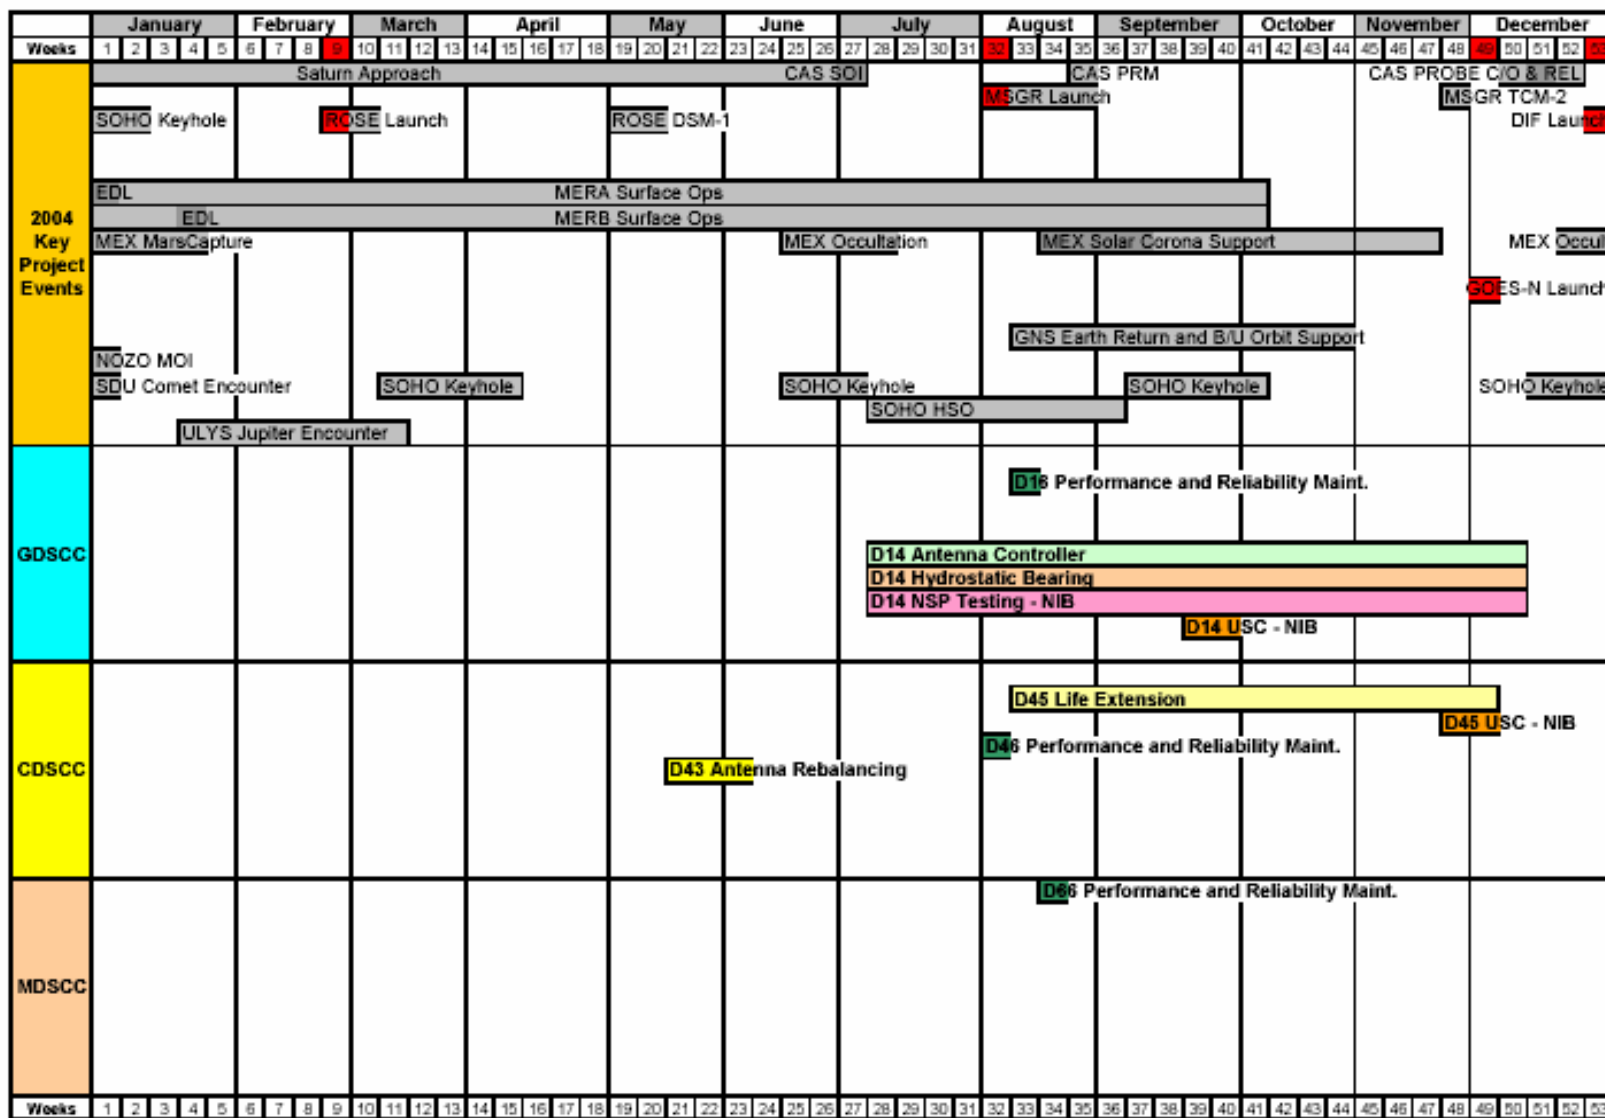 January February March April May June July August September October November December
Weeks 1 2 3 4 5 6 7 8 9 10 11 12 13 14 15 16 17 18 19 20 21 22 23 24 25 26 27 28 29 30 31 32 33 34 35 36 37 38 39 40 41 42 43 44 45 46 47 48 49 50 51 52 53
Saturn Approach CAS SOI CAS PRM CAS PROBE C/O & REL
MSGR Launch MSGR TCM-2
SOHO Keyhole ROSE Launch ROSE DSM-1 DIF Launch
EDL MERA Surface Ops
EDL MERB Surface Ops
2004
Key
Project
Events
MEX MarsCapture MEX Occultation MEX Solar Corona Support MEX Occult
GOES-N Launch
GNS Earth Return and B/U Orbit Support
NOZO MOI
SDU Comet Encounter SOHO Keyhole SOHO Keyhole SOHO Keyhole SOHO Keyhole
SOHO HSO
ULYS Jupiter Encounter
GDSCC
D16 Performance and Reliability Maint.
D14 Antenna Controller
D14 Hydrostatic Bearing
D14 NSP Testing - NIB
D14 USC - NIB
CDSCC
D45 Life Extension
D45 USC - NIB
D46 Performance and Reliability Maint.
D43 Antenna Rebalancing
MDSCC
D66 Performance and Reliability Maint.
Weeks 1 2 3 4 5 6 7 8 9 10 11 12 13 14 15 16 17 18 19 20 21 22 23 24 25 26 27 28 29 30 31 32 33 34 35 36 37 38 39 40 41 42 43 44 45 46 47 48 49 50 51 52 53